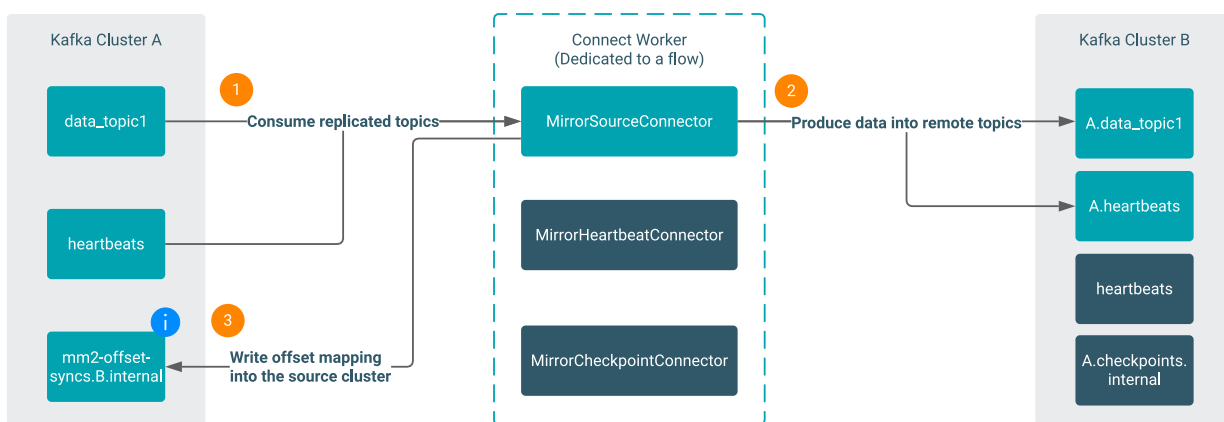 Kafka Cluster A
data_topic1
heartbeats
i
mm2-offset-
syncs.B.internal
1
Consume replicated topics
3
Write offset mapping
into the source cluster
Connect Worker
(Dedicated to a flow)
MirrorSourceConnector
MirrorHeartbeatConnector
MirrorCheckpointConnector
2
Produce data into remote topics
Kafka Cluster B
A.data_topic1
A.heartbeats
heartbeats
A.checkpoints.
internal